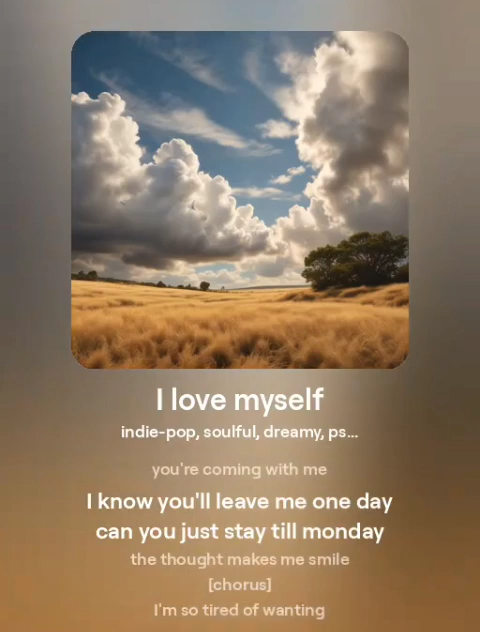 I love myself
indie-pop, soulful, dreamy, ps...
you're coming with me
I know you'll leave me one day
can you just stay till monday
the thought makes me smile
[chorus]
I'm so tired of wanting